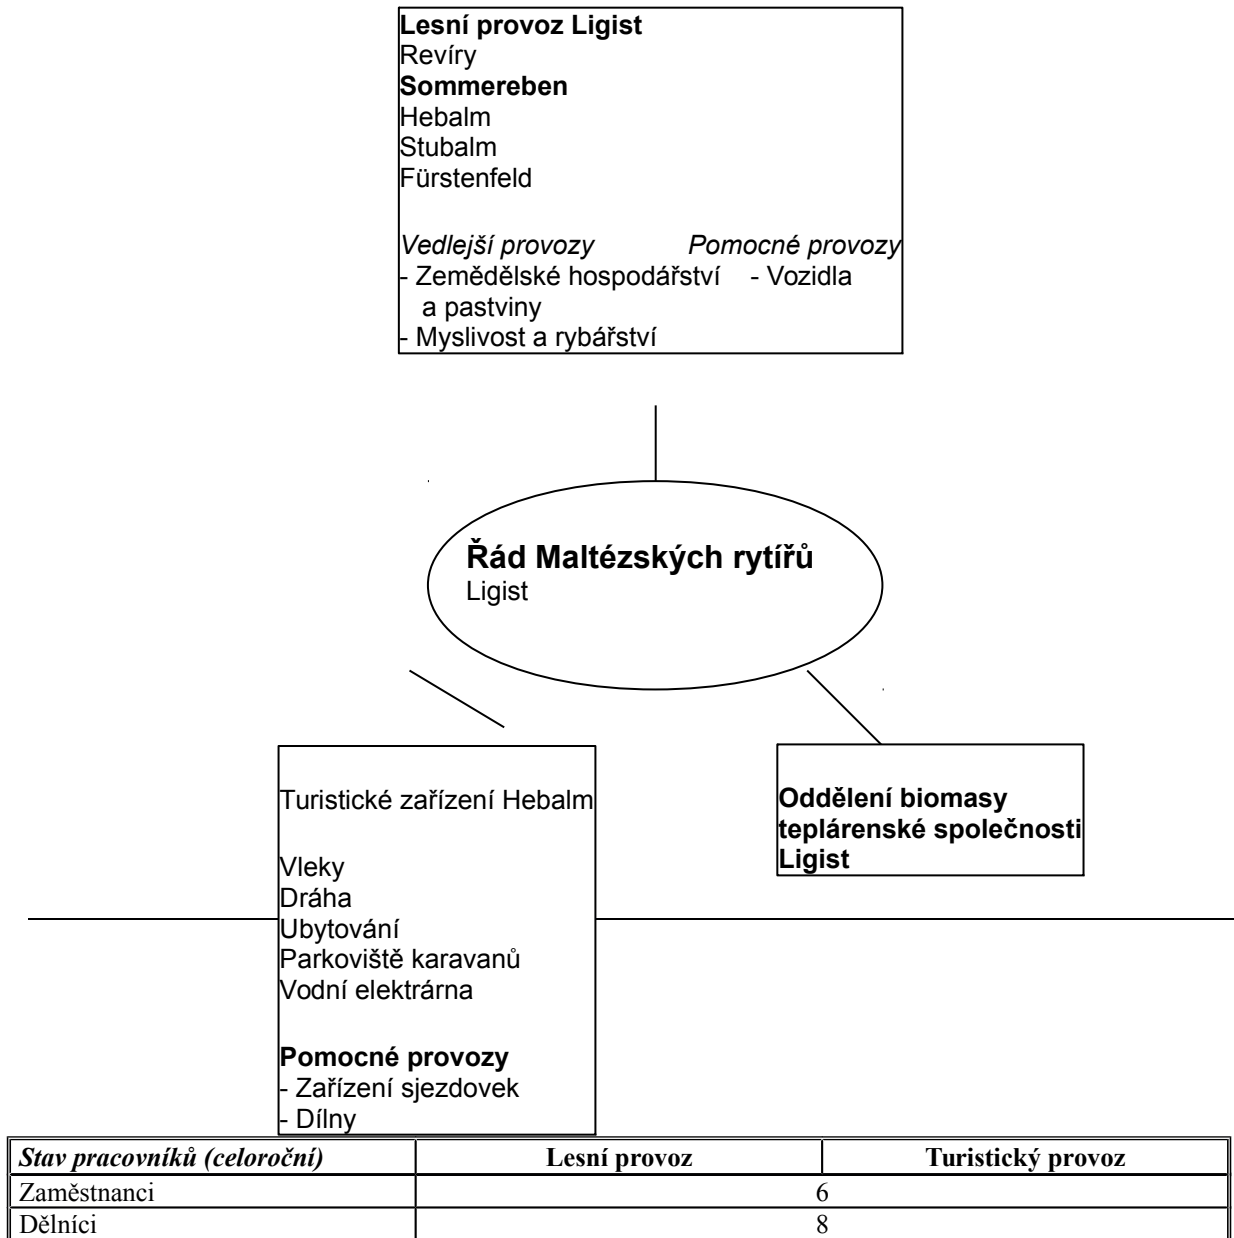 Lesní provoz Ligist
Revíry
Sommereben
Hebalm
Stubalm
Fürstenfeld
Vedlejší provozy Pomocné provozy
- Zemědělské hospodářství - Vozidla
a pastviny
- Myslivost a rybářství
Řád Maltézských rytířů
Ligist
Turistické zařízení Hebalm
Vleky
Dráha
Ubytování
Parkoviště karavanů
Vodní elektrárna
Pomocné provozy
- Zařízení sjezdovek
- Dílny
Oddělení biomasy
teplárenské společnosti
Ligist
Stav pracovníků (celoroční) Lesní provoz Turistický provoz
Zaměstnanci 6
Dělníci 8